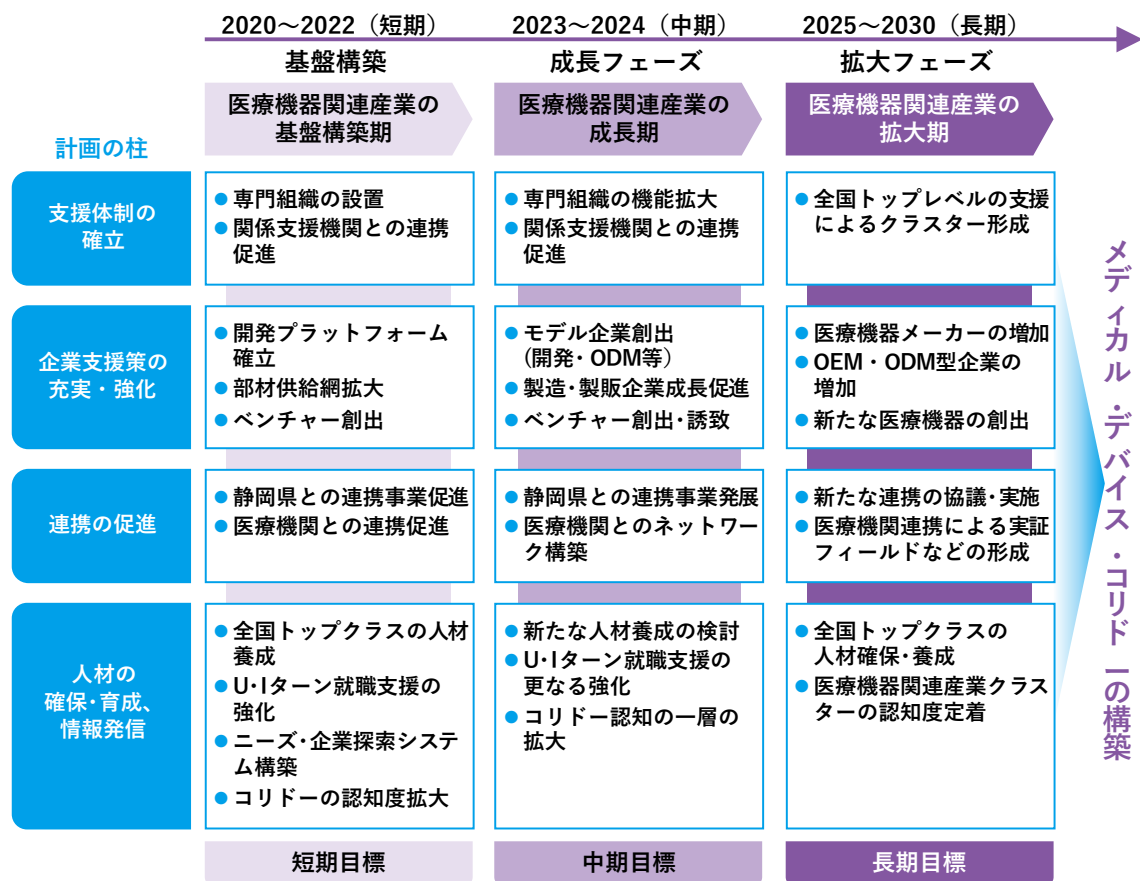 2020〜2022（短期）
2023〜2024（中期）
2025〜2030（長期）
基盤構築
成長フェーズ
拡大フェーズ
医療機器関連産業の
基盤構築期
医療機器関連産業の
成長期
医療機器関連産業の
拡大期
計画の柱
支援体制の
確立
●専門組織の設置
●関係支援機関との連携
促進
●専門組織の機能拡大
●関係支援機関との連携
促進
●全国トップレベルの支援
によるクラスター形成
企業支援策の
充実・強化
●開発プラットフォーム
確立
●部材供給網拡大
●ベンチャー創出
●モデル企業創出
(開発・ODM等)
●製造・製販企業成長促進
●ベンチャー創出・誘致
●医療機器メーカーの増加
●OEM・ODM型企業の
増加
●新たな医療機器の創出
連携の促進
●静岡県との連携事業促進
●医療機関との連携促進
●静岡県との連携事業発展
●医療機関とのネットワー
ク構築
●新たな連携の協議・実施
●医療機関連携による実証
フィールドなどの形成
人材の
確保・育成、
情報発信
●全国トップクラスの人材
養成
●U・Iターン就職支援の
強化
●ニーズ・企業探索システ
ム構築
●コリドーの認知度拡大
●新たな人材養成の検討
●U・Iターン就職支援の
更なる強化
●コリドー認知の一層の
拡大
●全国トップクラスの
人材確保・養成
●医療機器関連産業クラス
ターの認知度定着
短期目標
中期目標
長期目標
メディカル・デバイス・コリドーの構築